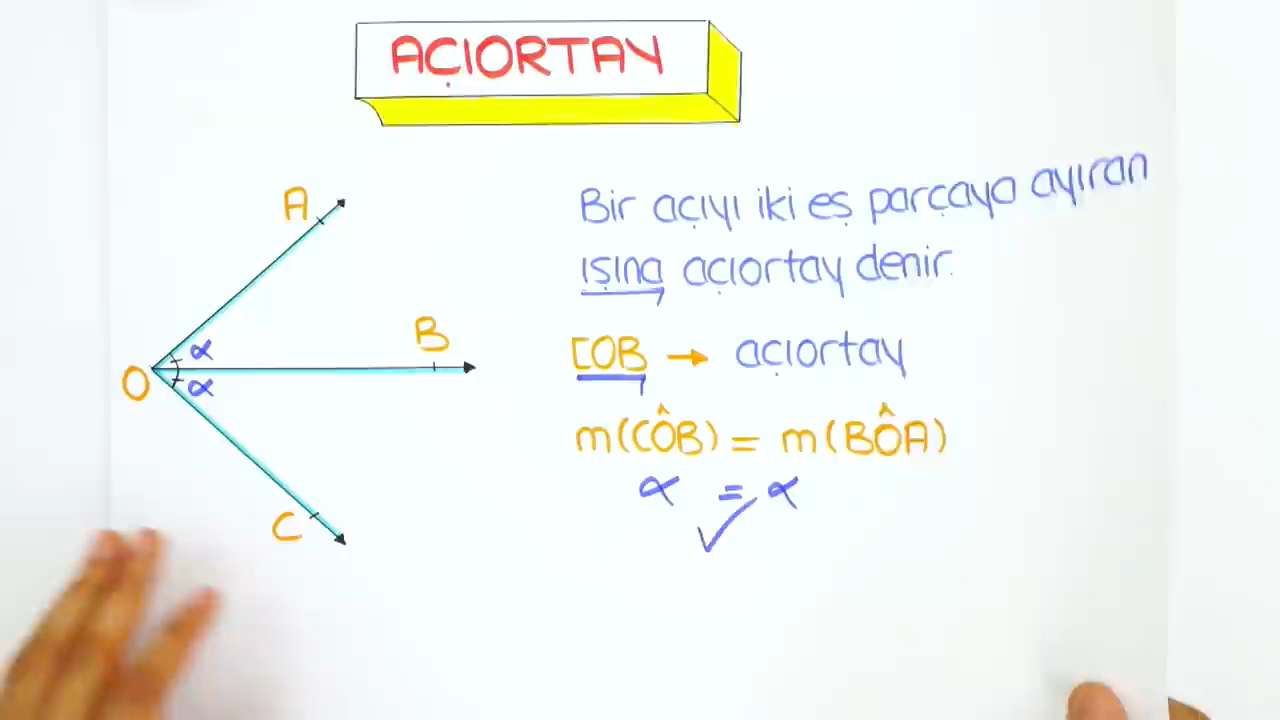 AÇIORTAY
A
B
O
α
α
C
Bir açıyı iki eş parçaya ayıran
ışına açıortay denir.
[OB → açıortay
m(CÔB) = m(BÔA)
α = α